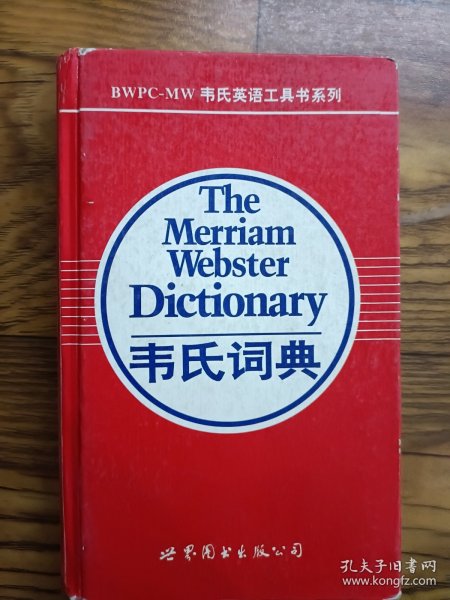 BWPC-MW 韦氏英语工具书系列
The
Merriam
Webster
Dictionary
韦氏词典
世界图书出版公司
孔夫子旧书网
www.kongfz.com